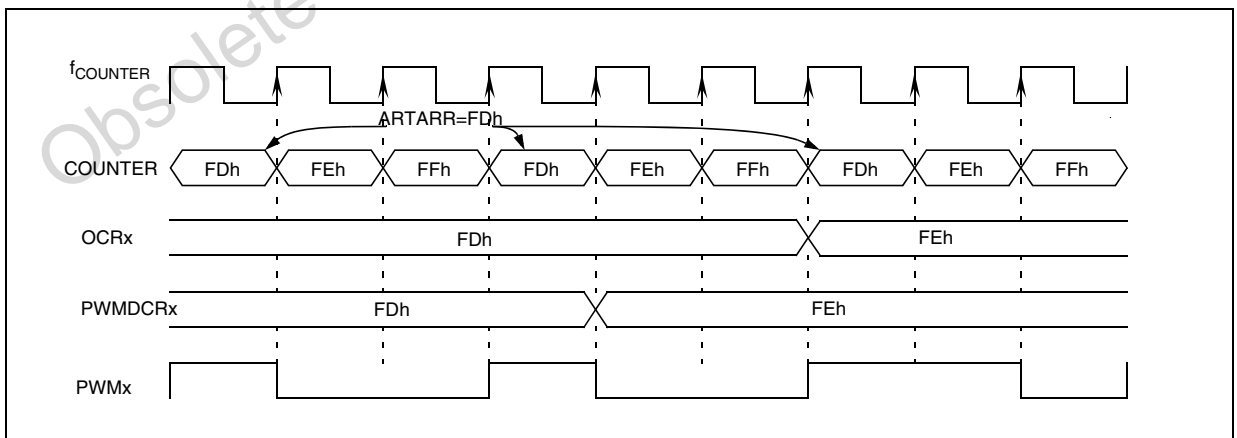 Obsolete
fCOUNTER
ARTARR=FDh
COUNTER FDh FEh FFh FDh FEh FFh FDh FEh FFh
OCRx FDh FEh
PWMDCRx FDh FEh
PWMx